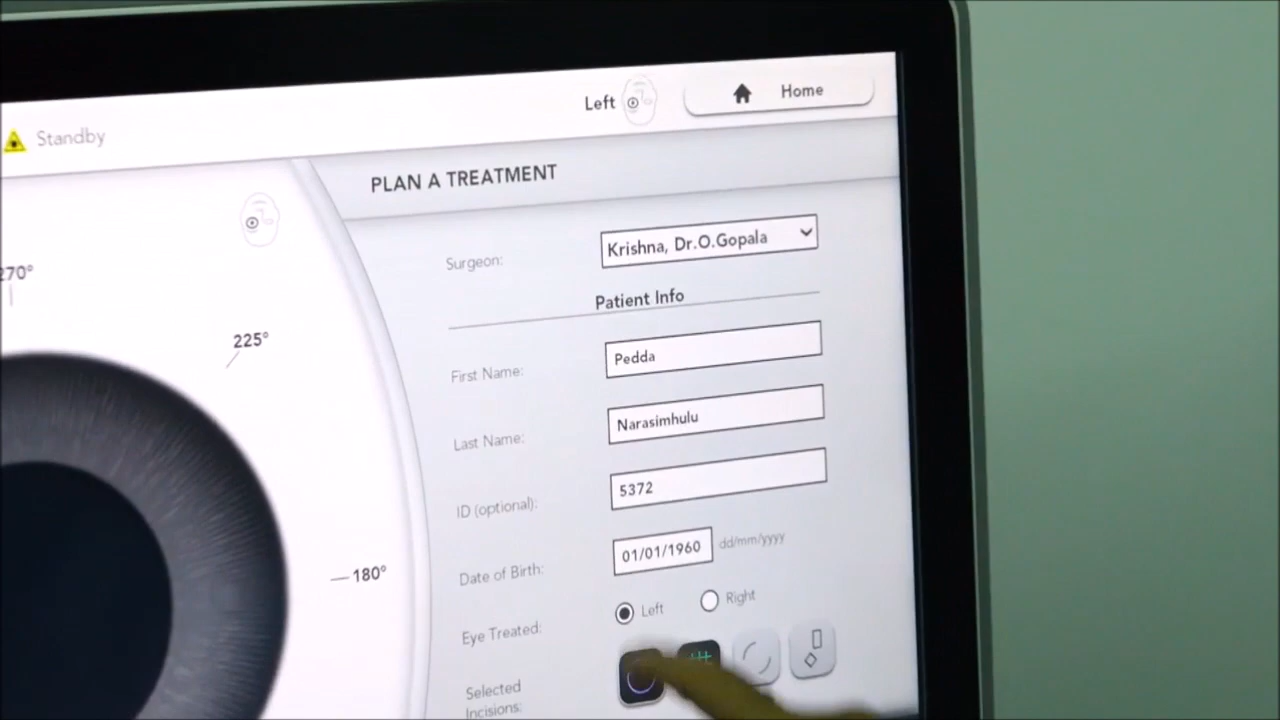 Left
Home
Standby
PLAN A TREATMENT
Surgeon: Krishna, Dr.O.Gopala
Patient Info
270°
225°
First Name: Pedda
Last Name: Narasimhulu
ID (optional): 5372
Date of Birth: 01/01/1960 dd/mm/yyyy
180°
Eye Treated: Left Right
Selected
Incisions: